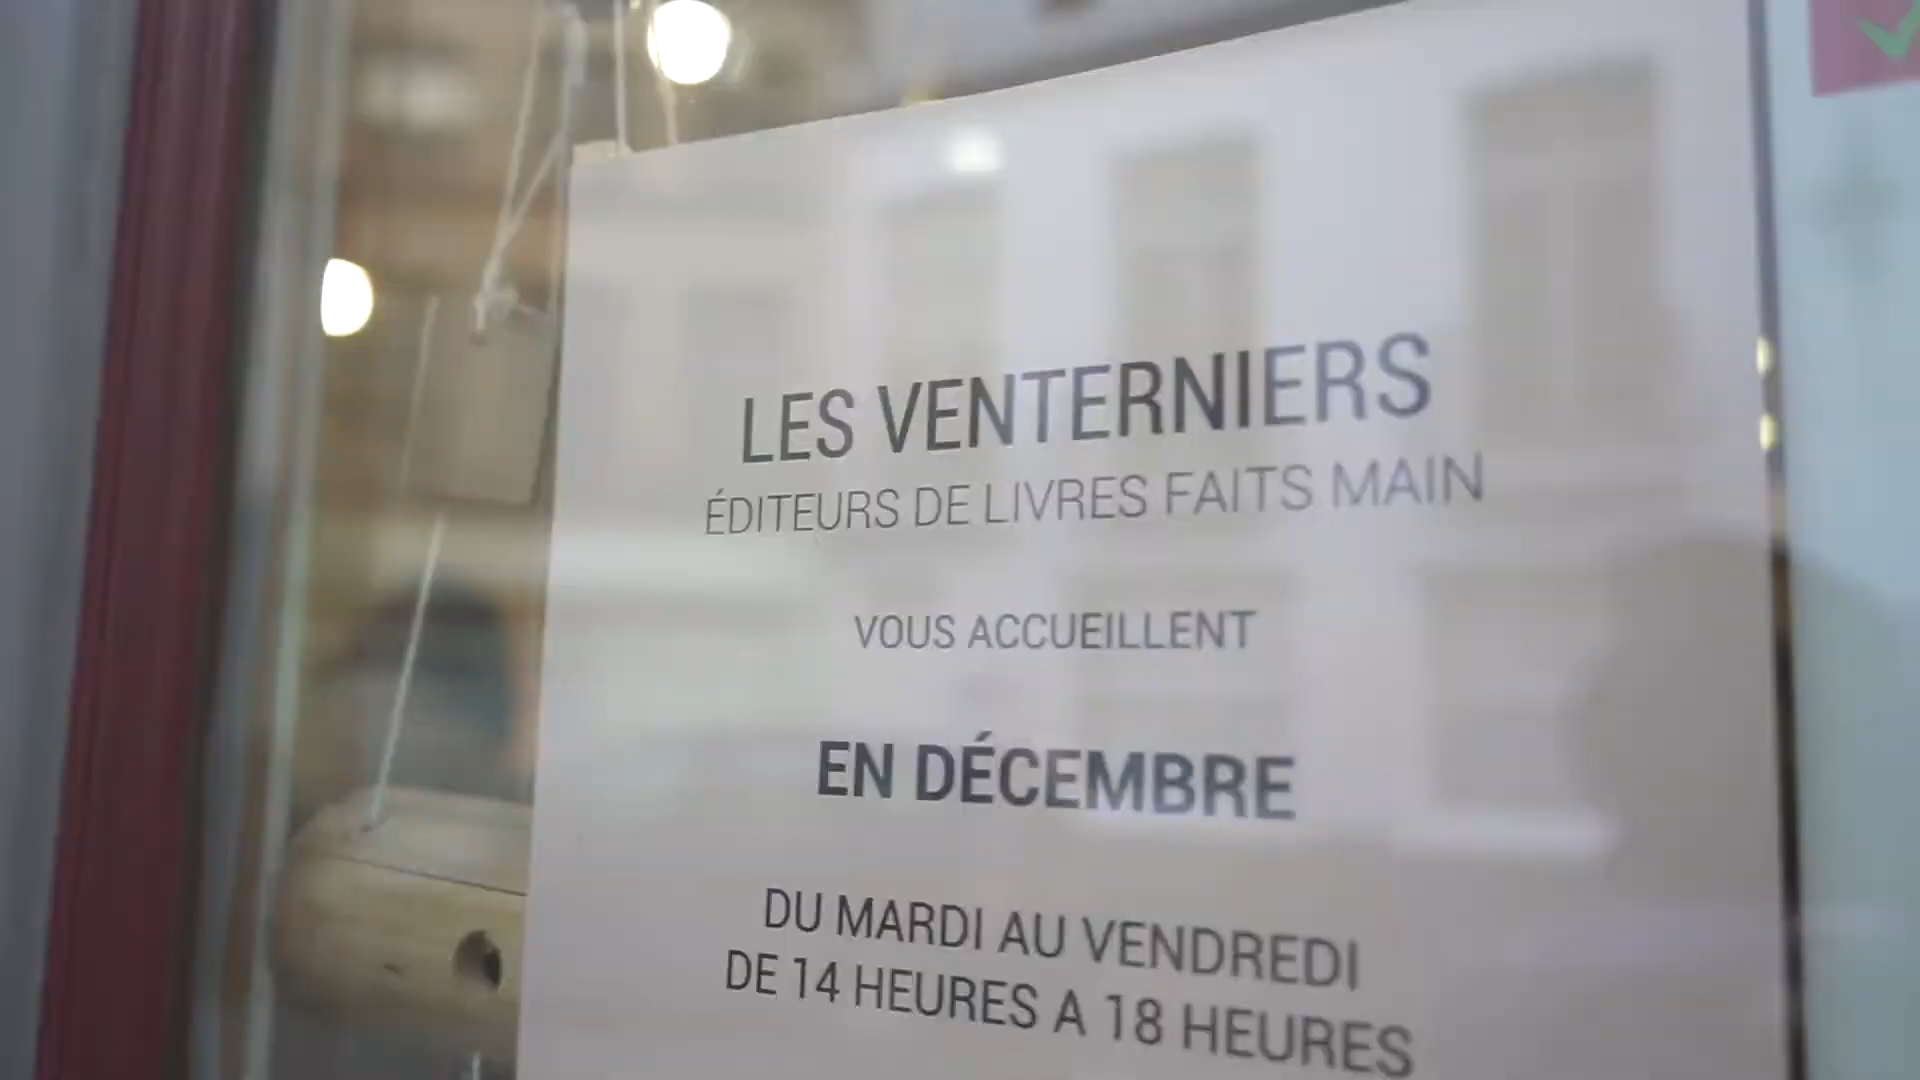 LES VENTERNIERS
ÉDITEURS DE LIVRES FAITS MAIN
VOUS ACCUEILLENT
EN DÉCEMBRE
DU MARDI AU VENDREDI
DE 14 HEURES A 18 HEURES